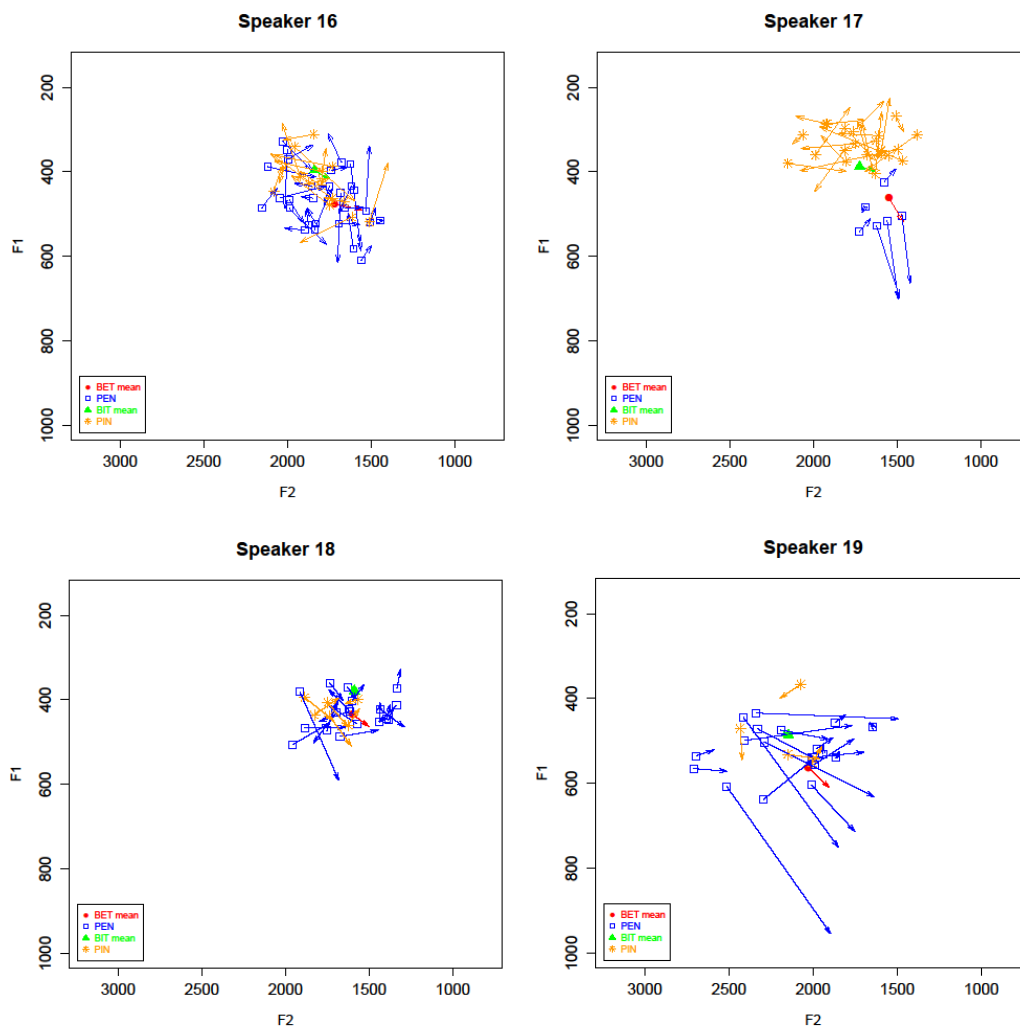 Speaker 16
F1
200
400
600
800
1000
BET mean
PEN
BIT mean
PIN
3000 2500 2000 1500 1000
F2
Speaker 17
F1
200
400
600
800
1000
BET mean
PEN
BIT mean
PIN
3000 2500 2000 1500 1000
F2
Speaker 18
F1
200
400
600
800
1000
BET mean
PEN
BIT mean
PIN
3000 2500 2000 1500 1000
F2
Speaker 19
F1
200
400
600
800
1000
BET mean
PEN
BIT mean
PIN
3000 2500 2000 1500 1000
F2